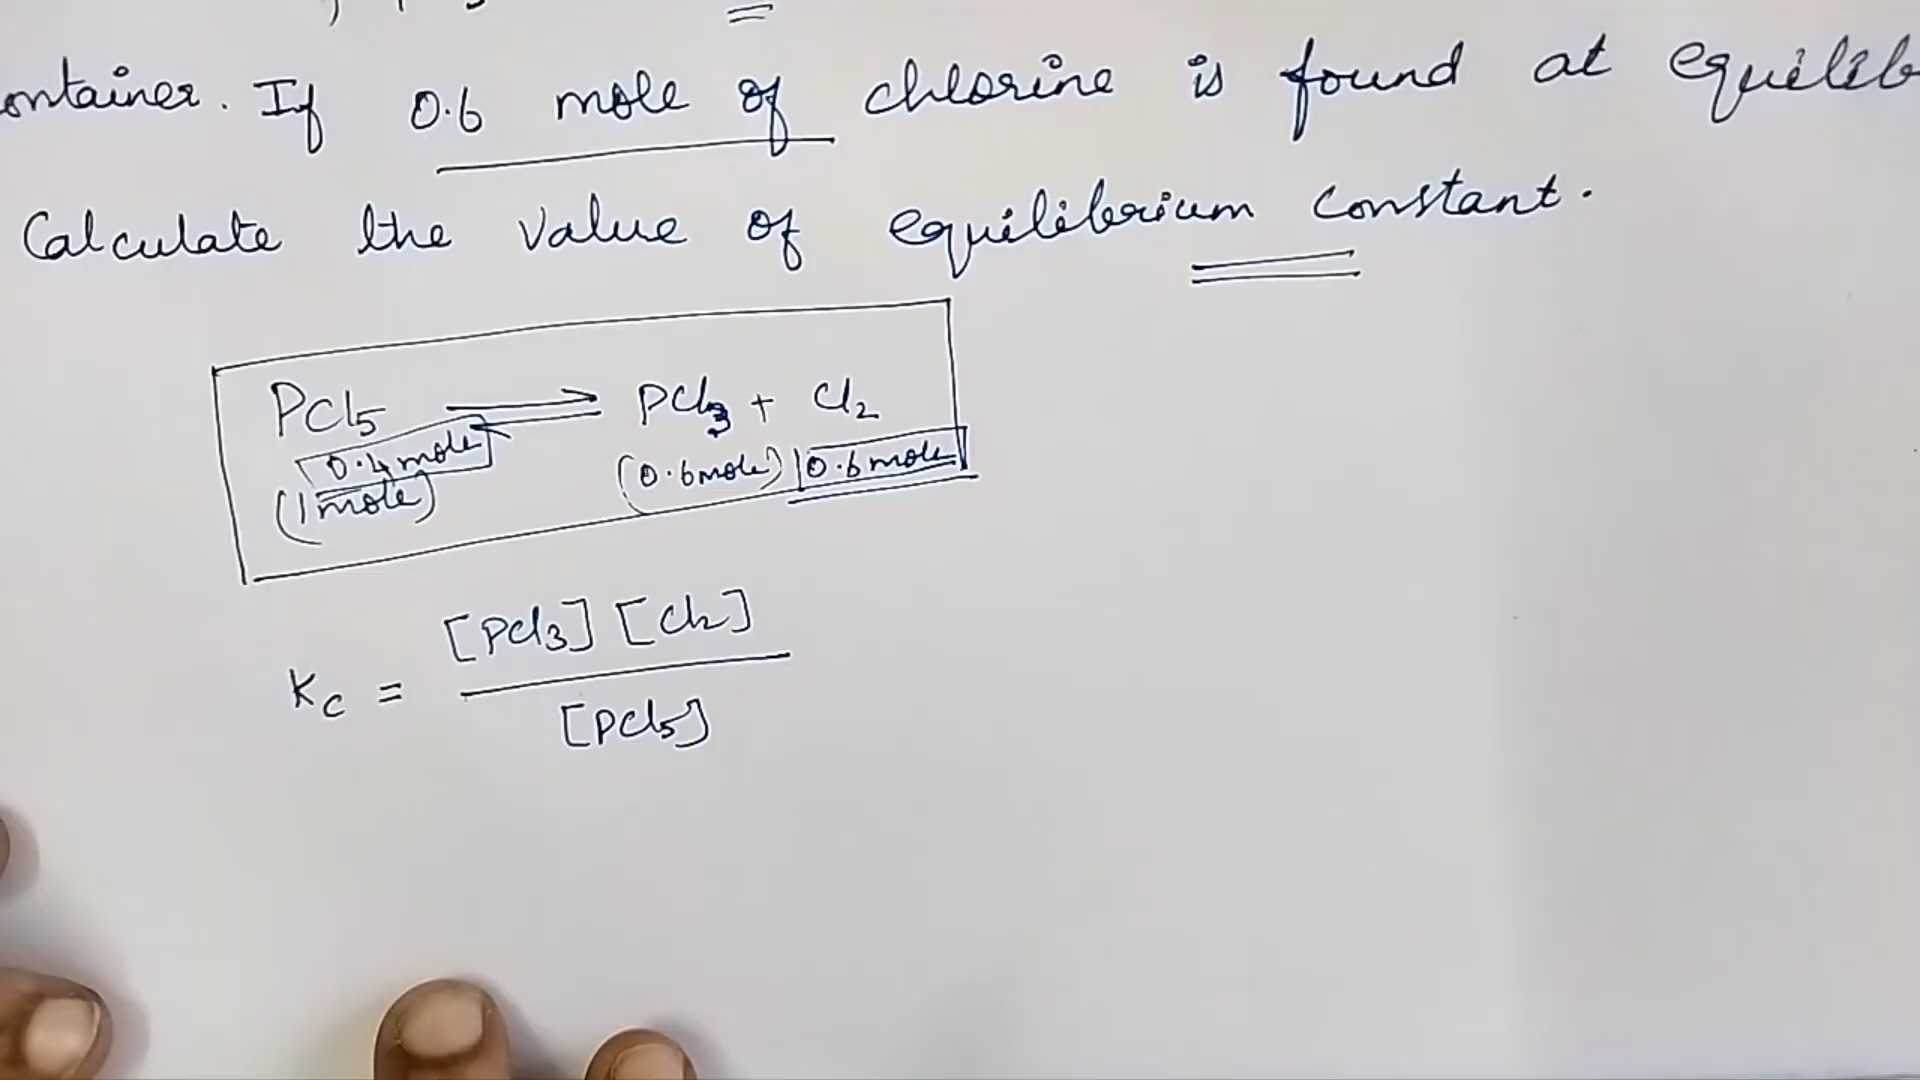 ontainer. If 0.6 mole of chlorine is found at equilib
Calculate the value of equilibrium constant.
PCl5 ⇌ PCl3 + Cl2
0.4 mole (0.6 mole) 0.6 mole
(1 mole)
Kc = [PCl3] [Cl2]
[PCl5]